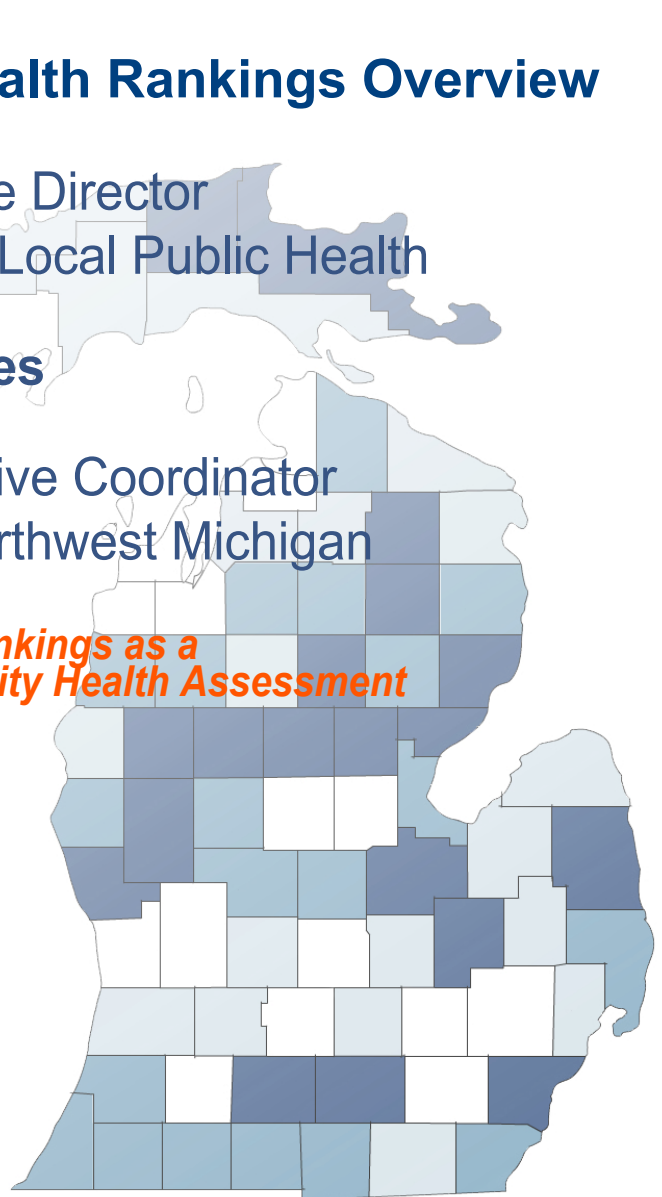 alth Rankings Overview
e Director
Local Public Health
es
ive Coordinator
rthwest Michigan
nkings as a
ity Health Assessment